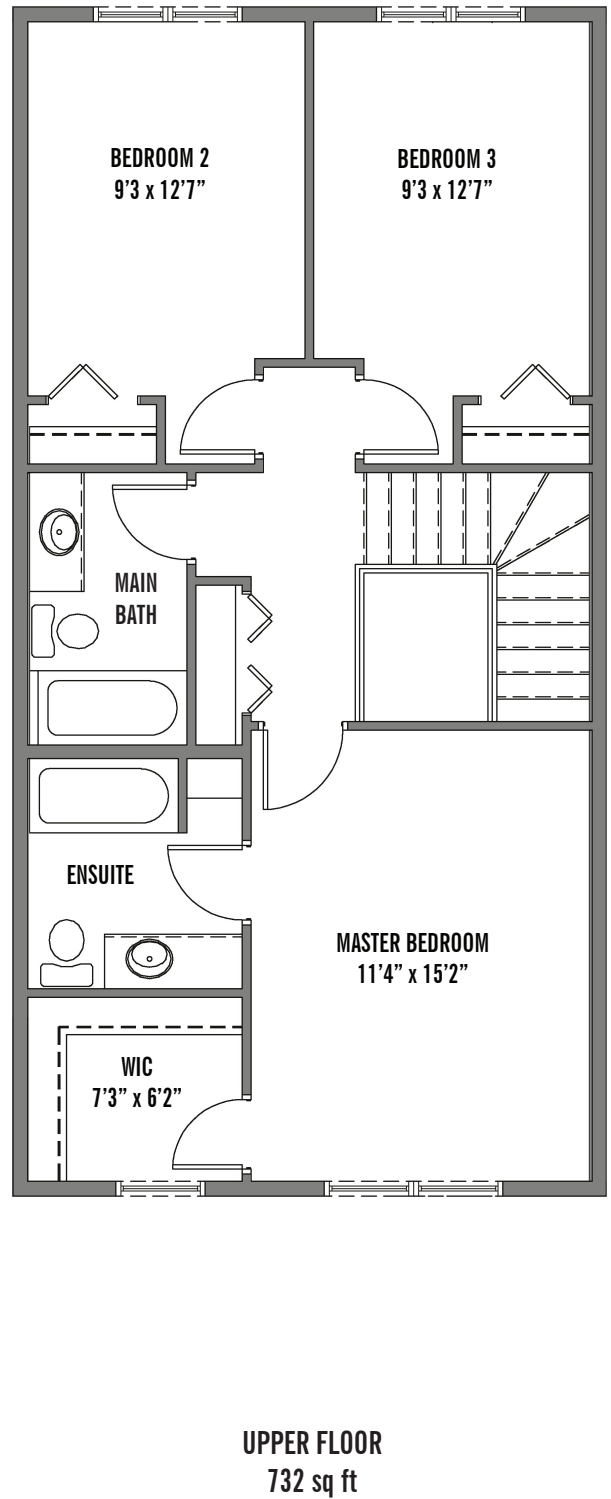 BEDROOM 2
9’3 x 12’7”
BEDROOM 3
9’3 x 12’7”
MAIN
BATH
ENSUITE
MASTER BEDROOM
11’4” x 15’2”
WIC
7’3” x 6’2”
UPPER FLOOR
732 sq ft